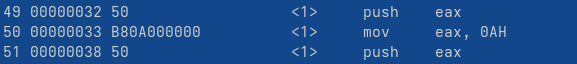 49 00000032 50 <1> push eax
50 00000033 B80A000000 <1> mov eax, 0AH
51 00000038 50 <1> push eax